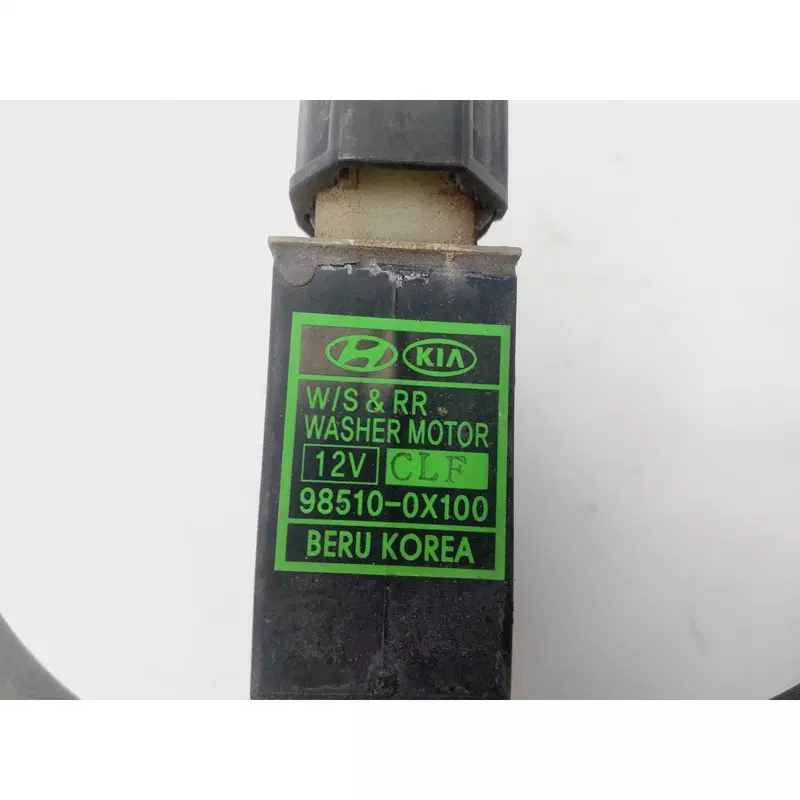 KIA
W/S & RR
WASHER MOTOR
12V CLF
98510-0X100
BERU KOREA